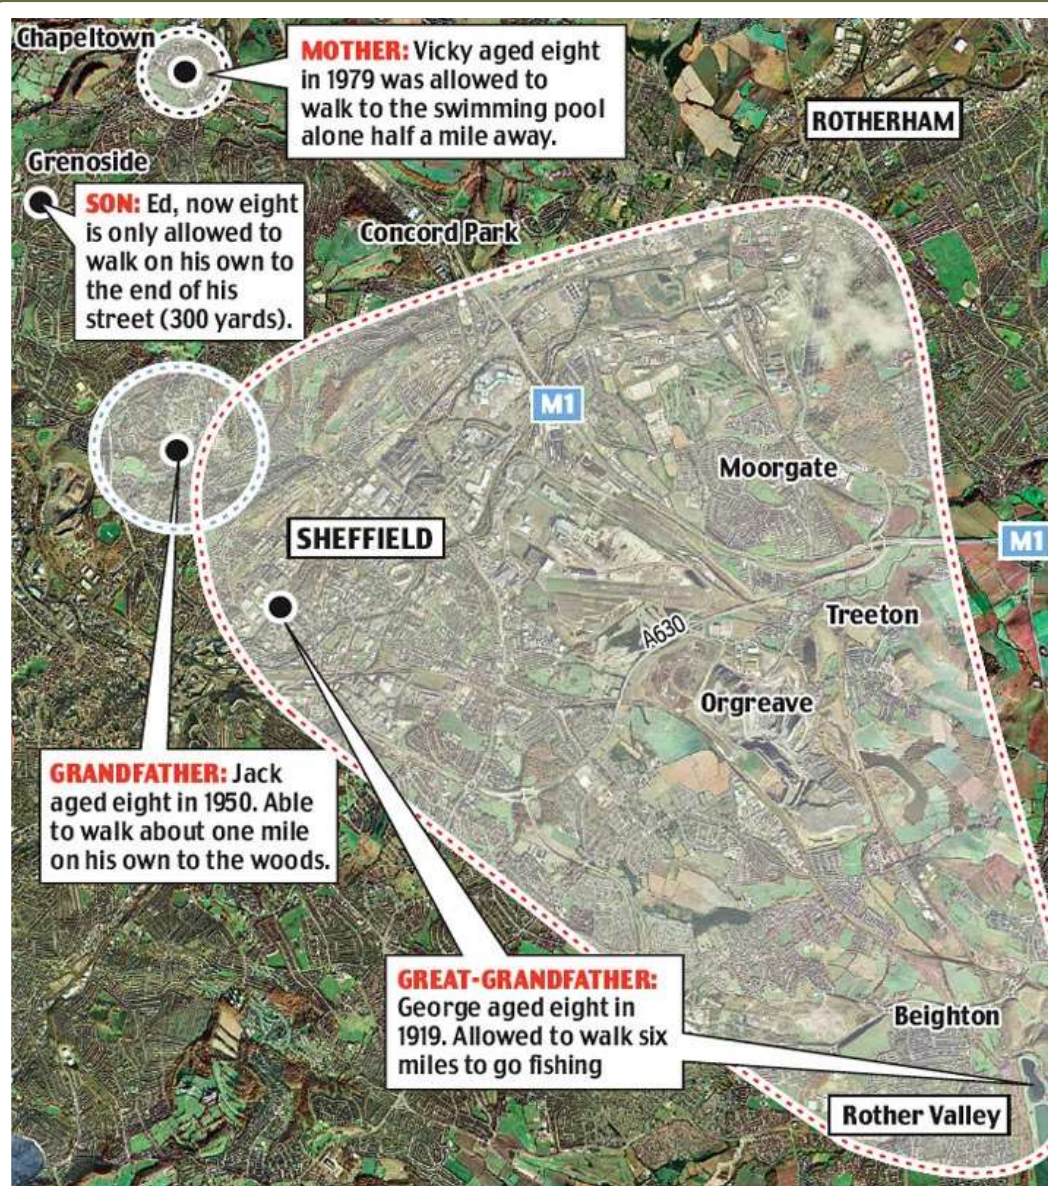 Chapeltown
MOTHER: Vicky aged eight
in 1979 was allowed to
walk to the swimming pool
alone half a mile away.
ROTHERHAM
Grenoside
SON: Ed, now eight
is only allowed to
walk on his own to
the end of his
street (300 yards).
Concord Park
M1
Moorgate
SHEFFIELD
M1
Treeton
A630
Orgreave
GRANDFATHER: Jack
aged eight in 1950. Able
to walk about one mile
on his own to the woods.
GREAT-GRANDFATHER:
George aged eight in
1919. Allowed to walk six
miles to go fishing
Beighton
Rother Valley